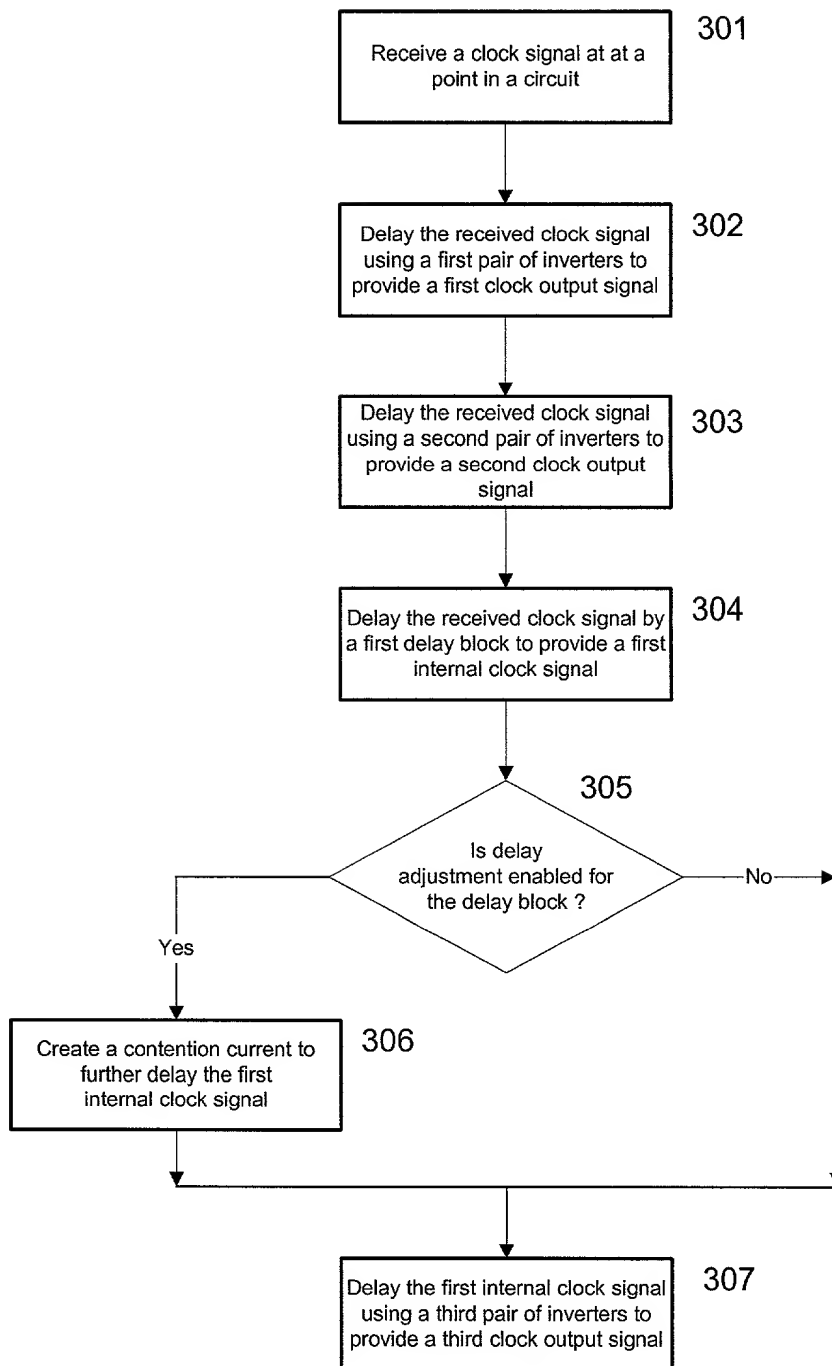 301
Receive a clock signal at at a
point in a circuit
302
Delay the received clock signal
using a first pair of inverters to
provide a first clock output signal
303
Delay the received clock signal
using a second pair of inverters to
provide a second clock output
signal
304
Delay the received clock signal by
a first delay block to provide a first
internal clock signal
305
Is delay
adjustment enabled for
the delay block ?
No
Yes
306
Create a contention current to
further delay the first
internal clock signal
307
Delay the first internal clock signal
using a third pair of inverters to
provide a third clock output signal